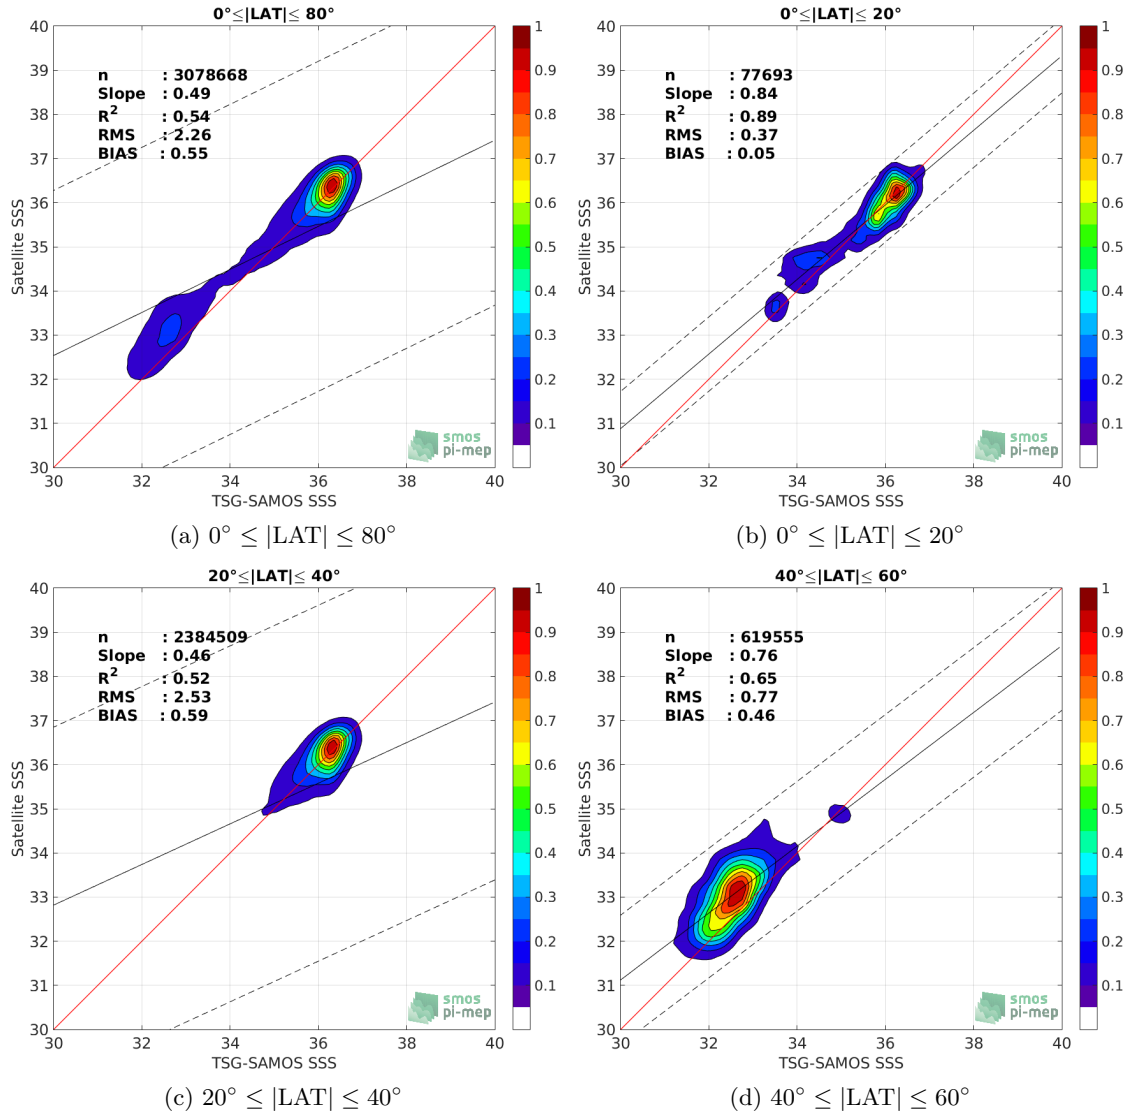 0°≤|LAT|≤ 80°
n : 3078668
Slope : 0.49
R² : 0.54
RMS : 2.26
BIAS : 0.55
Satellite SSS
40
39
38
37
36
35
34
33
32
31
30
30 32 34 36 38 40
TSG-SAMOS SSS
1
0.9
0.8
0.7
0.6
0.5
0.4
0.3
0.2
0.1
smos
pi-mep
(a) 0° ≤ |LAT| ≤ 80°
0°≤|LAT|≤ 20°
n : 77693
Slope : 0.84
R² : 0.89
RMS : 0.37
BIAS : 0.05
Satellite SSS
40
39
38
37
36
35
34
33
32
31
30
30 32 34 36 38 40
TSG-SAMOS SSS
1
0.9
0.8
0.7
0.6
0.5
0.4
0.3
0.2
0.1
smos
pi-mep
(b) 0° ≤ |LAT| ≤ 20°
20°≤|LAT|≤ 40°
n : 2384509
Slope : 0.46
R² : 0.52
RMS : 2.53
BIAS : 0.59
Satellite SSS
40
39
38
37
36
35
34
33
32
31
30
30 32 34 36 38 40
TSG-SAMOS SSS
1
0.9
0.8
0.7
0.6
0.5
0.4
0.3
0.2
0.1
smos
pi-mep
(c) 20° ≤ |LAT| ≤ 40°
40°≤|LAT|≤ 60°
n : 619555
Slope : 0.76
R² : 0.65
RMS : 0.77
BIAS : 0.46
Satellite SSS
40
39
38
37
36
35
34
33
32
31
30
30 32 34 36 38 40
TSG-SAMOS SSS
1
0.9
0.8
0.7
0.6
0.5
0.4
0.3
0.2
0.1
smos
pi-mep
(d) 40° ≤ |LAT| ≤ 60°